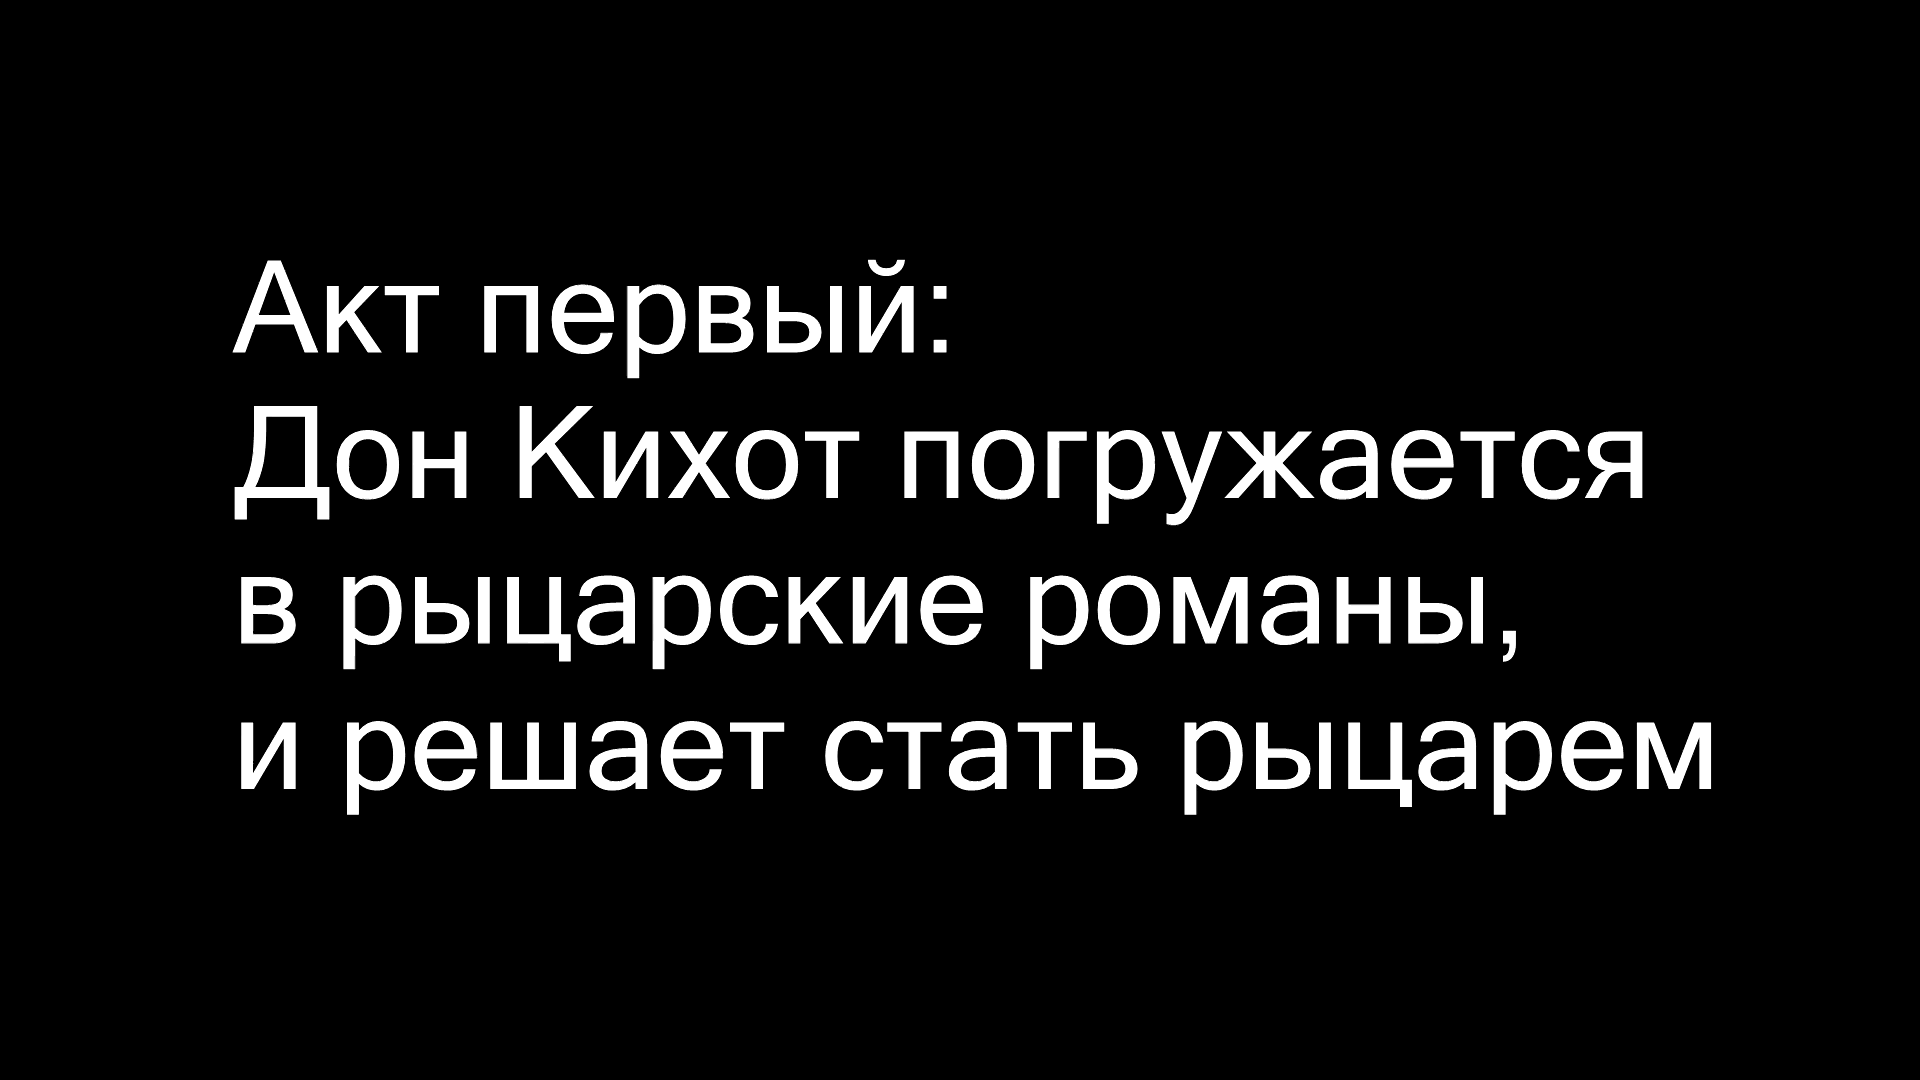 Акт первый:
Дон Кихот погружается
в рыцарские романы,
и решает стать рыцарем